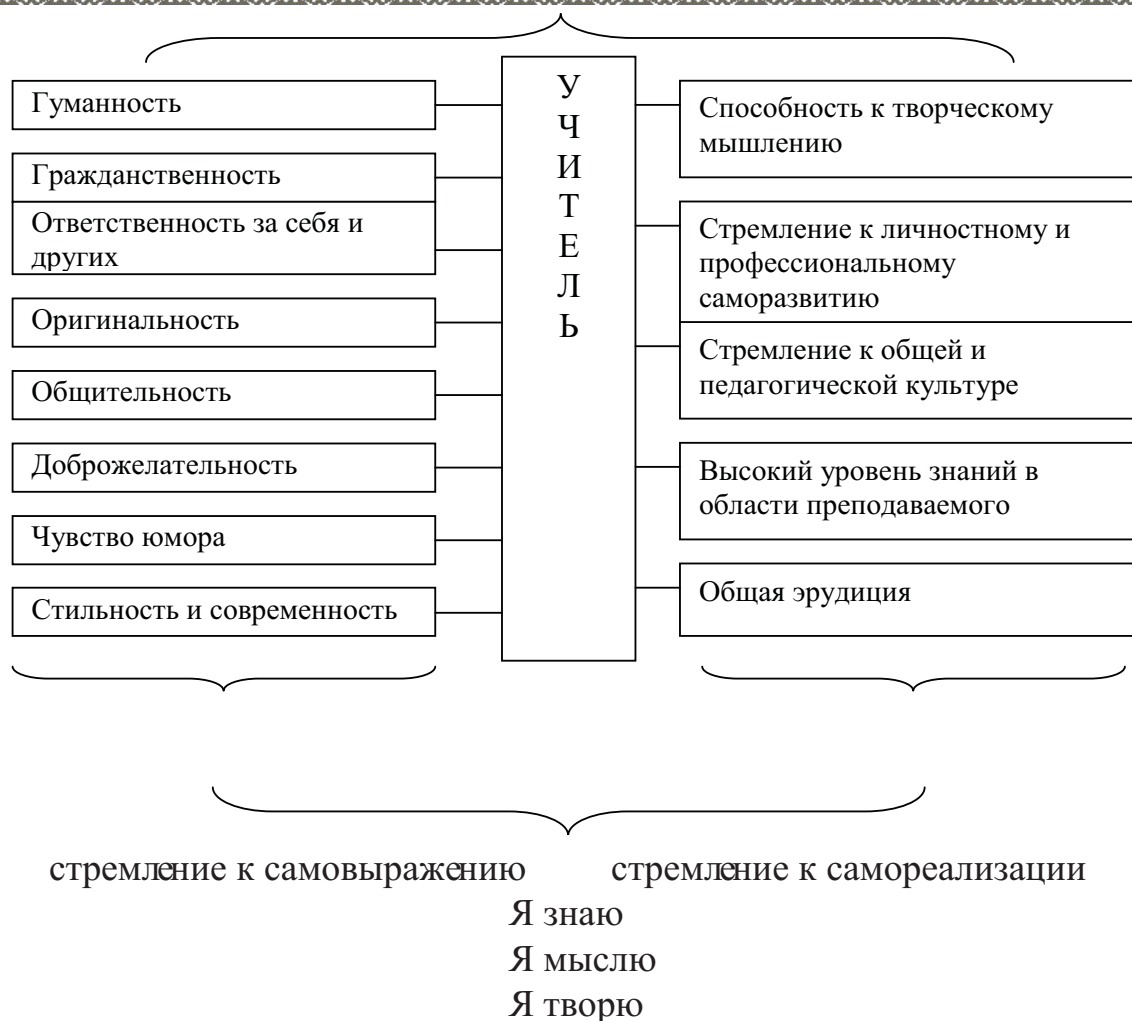 Гуманность
Гражданственность
Ответственность за себя и
других
Оригинальность
Общительность
Доброжелательность
Чувство юмора
Стильность и современность
У
Ч
И
Т
Е
Л
Ь
Способность к творческому
мышлению
Стремление к личностному и
профессиональному
саморазвитию
Стремление к общей и
педагогической культуре
Высокий уровень знаний в
области преподаваемого
Общая эрудиция
стремление к самовыражению
стремление к самореализации
Я знаю
Я мыслю
Я творю